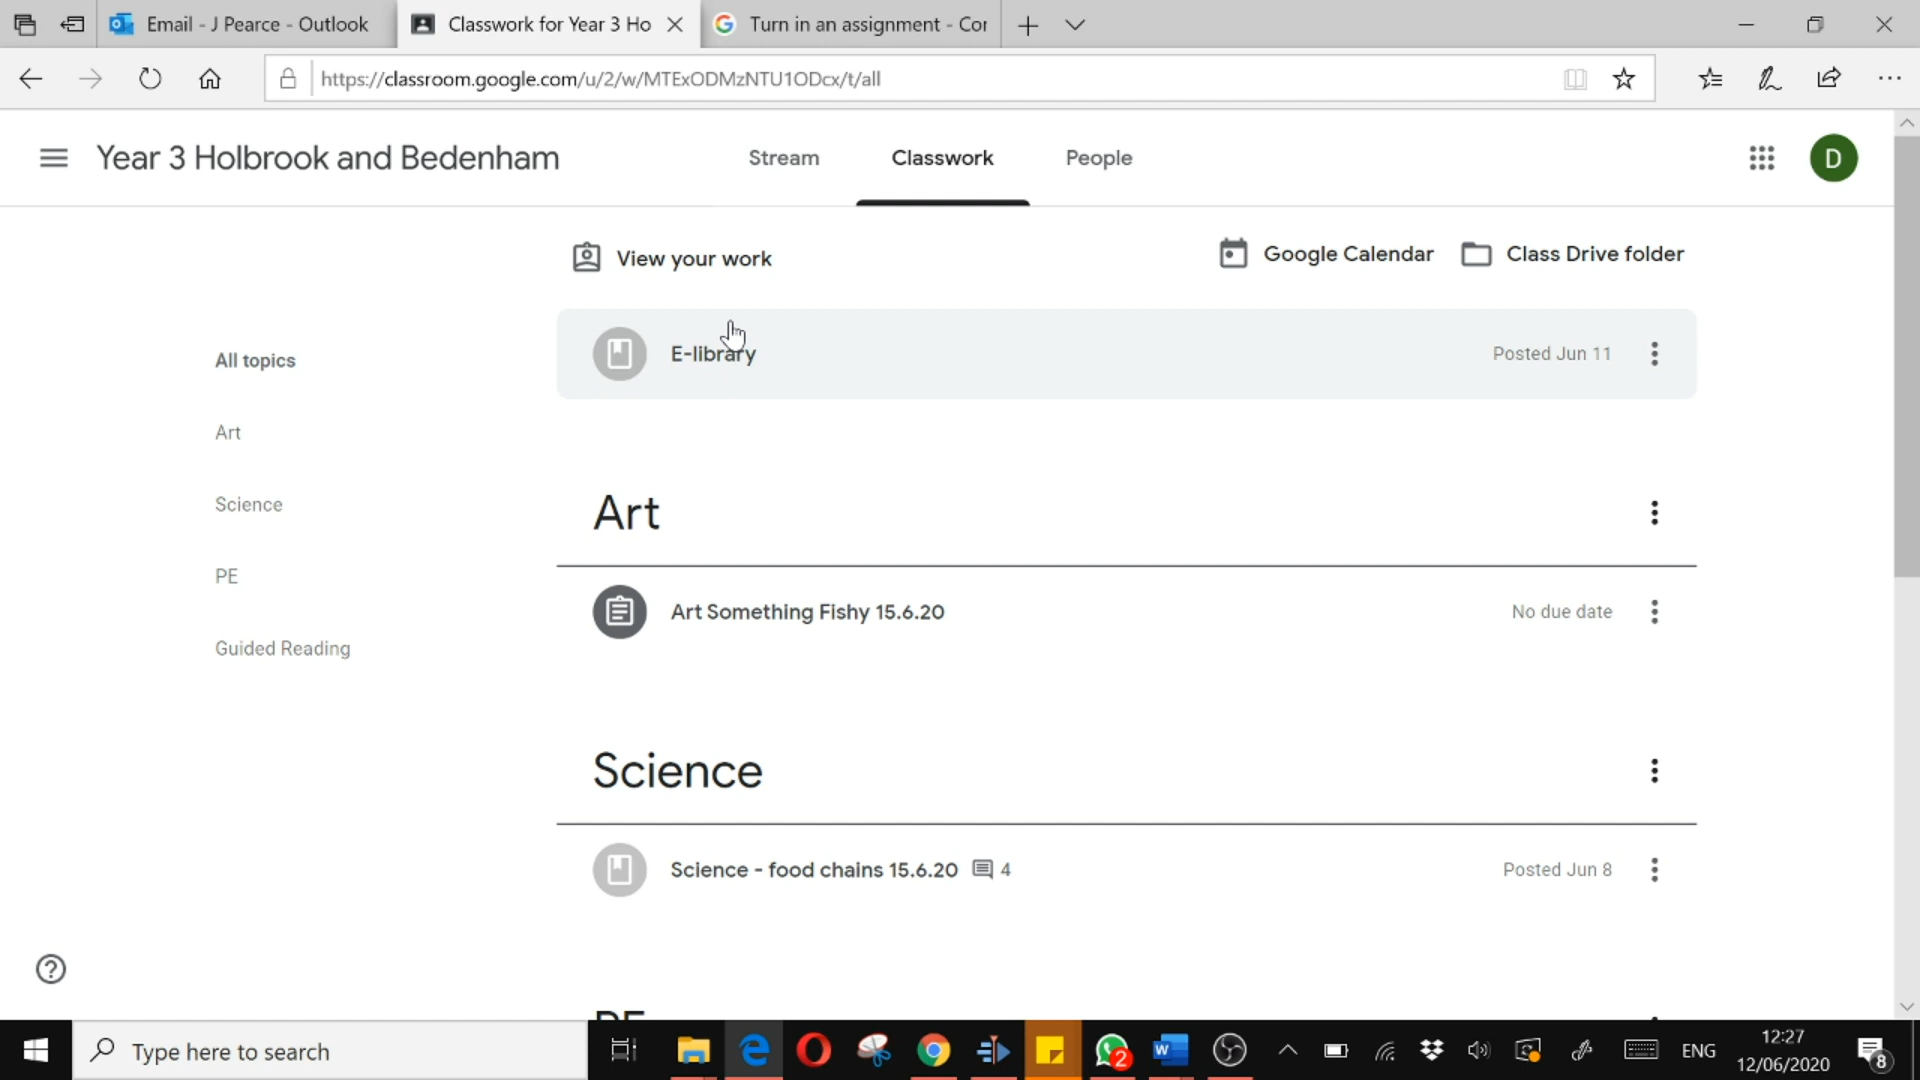 Email - J Pearce - Outlook
Classwork for Year 3 Ho
Turn in an assignment - Cor
https://classroom.google.com/u/2/w/MTExODMzNTU1ODcx/t/all
Year 3 Holbrook and Bedenham
Stream
Classwork
People
D
View your work
Google Calendar
Class Drive folder
E-library
Posted Jun 11
All topics
Art
Science
PE
Guided Reading
Art
Art Something Fishy 15.6.20
No due date
Science
Science - food chains 15.6.20
4
Posted Jun 8
PE
Type here to search
2
ENG
12:27
12/06/2020
8